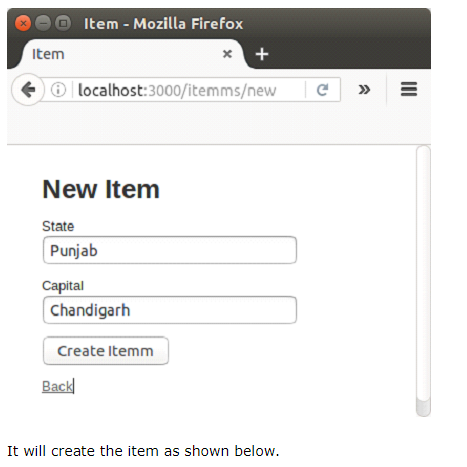 Item - Mozilla Firefox
Item
localhost:3000/itemms/new
New Item
State
Punjab
Capital
Chandigarh
Create Itemm
Back
It will create the item as shown below.